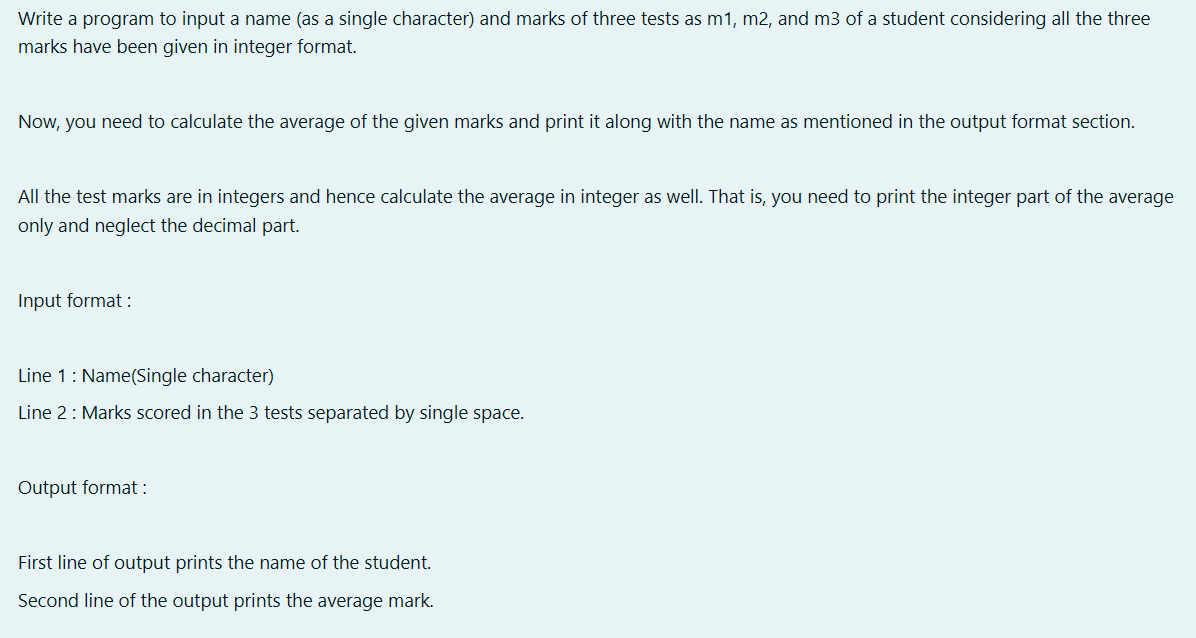 Write a program to input a name (as a single character) and marks of three tests as m1, m2, and m3 of a student considering all the three
marks have been given in integer format.
Now, you need to calculate the average of the given marks and print it along with the name as mentioned in the output format section.
All the test marks are in integers and hence calculate the average in integer as well. That is, you need to print the integer part of the average
only and neglect the decimal part.
Input format :
Line 1 : Name(Single character)
Line 2 : Marks scored in the 3 tests separated by single space.
Output format :
First line of output prints the name of the student.
Second line of the output prints the average mark.